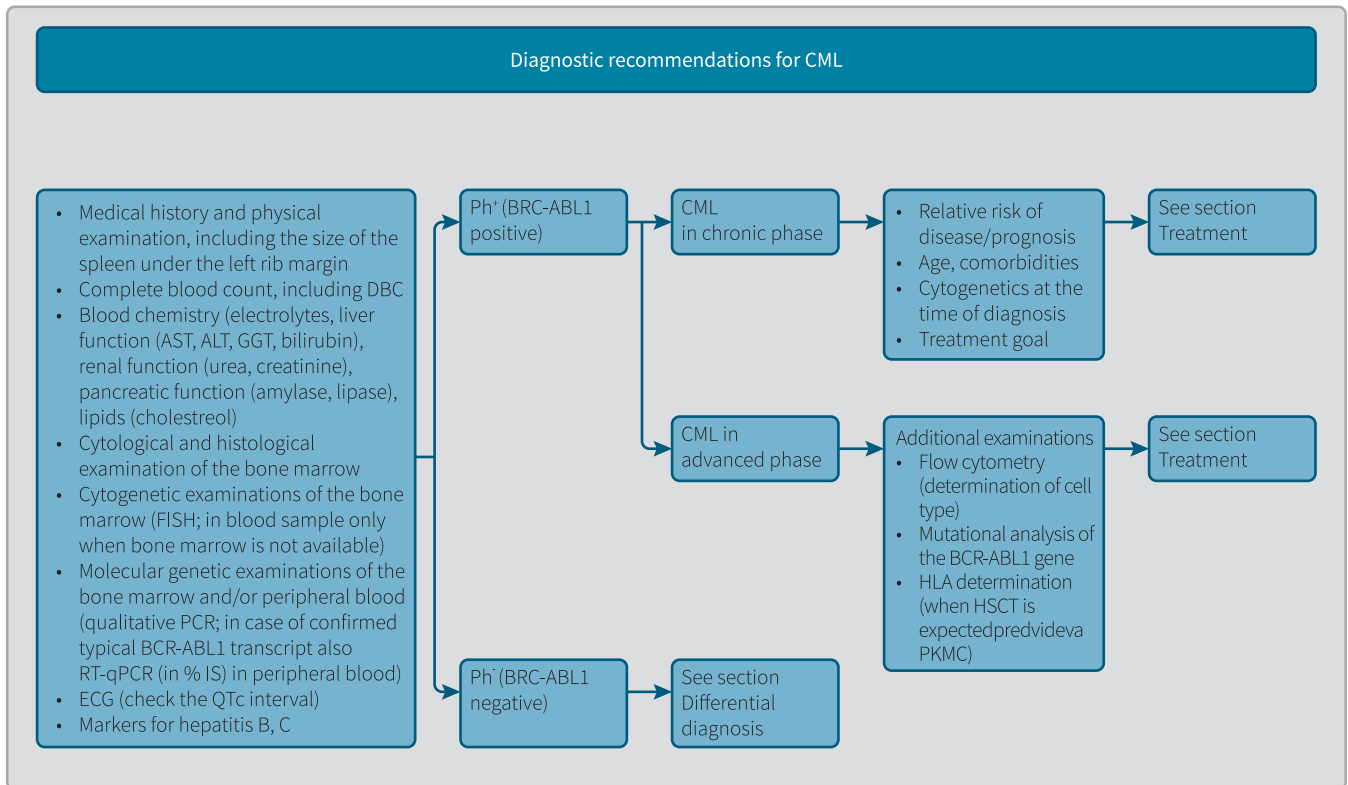 Diagnostic recommendations for CML
• Medical history and physical
examination, including the size of the
spleen under the left rib margin
• Complete blood count, including DBC
• Blood chemistry (electrolytes, liver
function (AST, ALT, GGT, bilirubin),
renal function (urea, creatinine),
pancreatic function (amylase, lipase),
lipids (cholestreol)
• Cytological and histological
examination of the bone marrow
• Cytogenetic examinations of the bone
marrow (FISH; in blood sample only
when bone marrow is not available)
• Molecular genetic examinations of the
bone marrow and/or peripheral blood
(qualitative PCR; in case of confirmed
typical BCR-ABL1 transcript also
RT-qPCR (in % IS) in peripheral blood)
• ECG (check the QTc interval)
• Markers for hepatitis B, C
Ph⁺ (BRC-ABL1
positive)
CML
in chronic phase
• Relative risk of
disease/prognosis
• Age, comorbidities
• Cytogenetics at the
time of diagnosis
• Treatment goal
See section
Treatment
CML in
advanced phase
Additional examinations
• Flow cytometry
(determination of cell
type)
• Mutational analysis of
the BCR-ABL1 gene
• HLA determination
(when HSCT is
expectedpredvideva
PKMC)
See section
Treatment
Ph⁻ (BRC-ABL1
negative)
See section
Differential
diagnosis